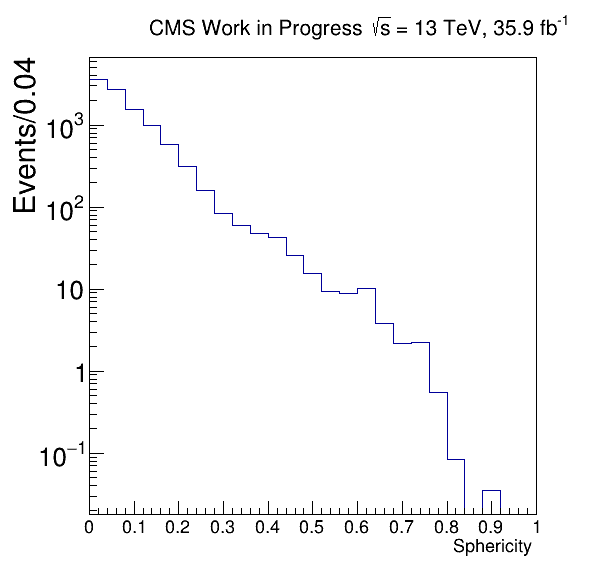 CMS Work in Progress √s = 13 TeV, 35.9 fb⁻¹
Events/0.04
10³
10²
10
1
10⁻¹
0 0.1 0.2 0.3 0.4 0.5 0.6 0.7 0.8 0.9 1
Sphericity